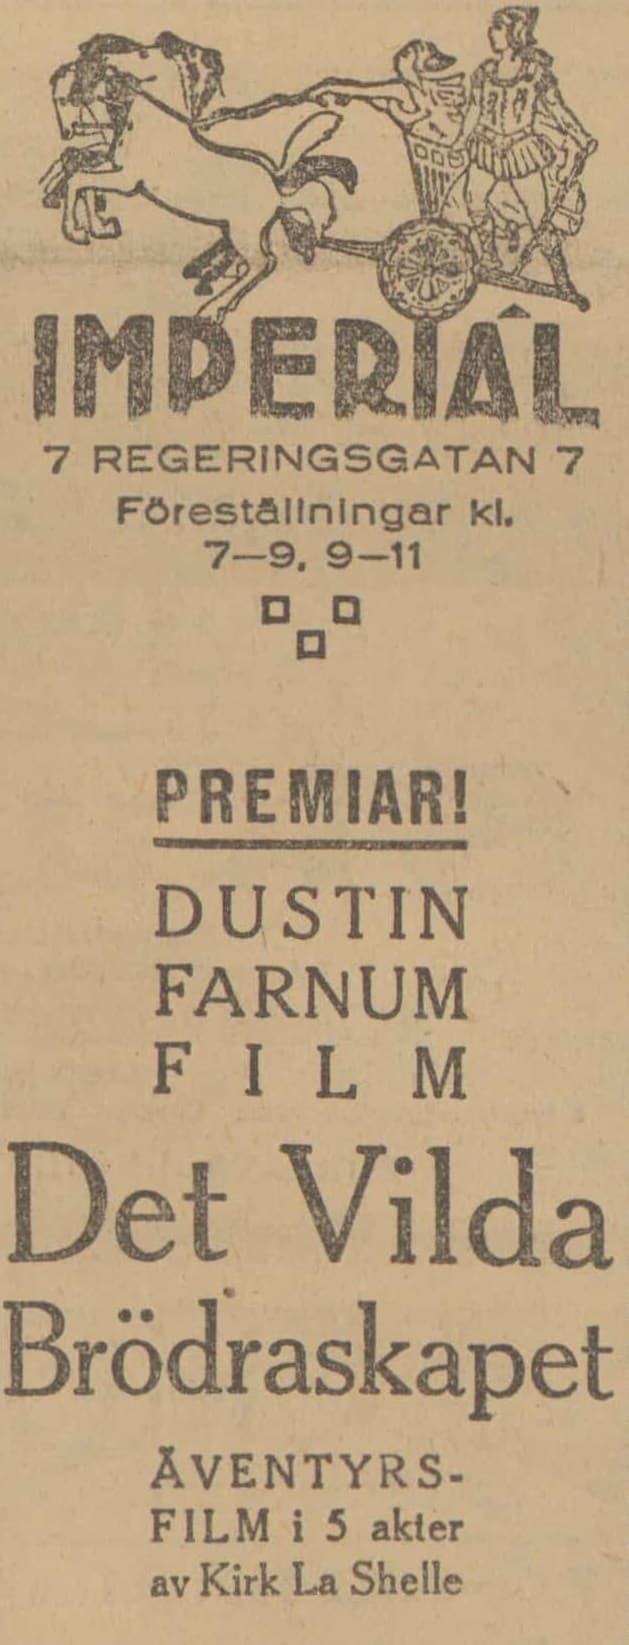 IMPERIAL
7 REGERINGSGATAN 7
Föreställningar kl.
7—9, 9—11
PREMIAR!
DUSTIN
FARNUM
FILM
Det Vilda
Brödraskapet
ÄVENTYRS-
FILM i 5 akter
av Kirk La Shelle